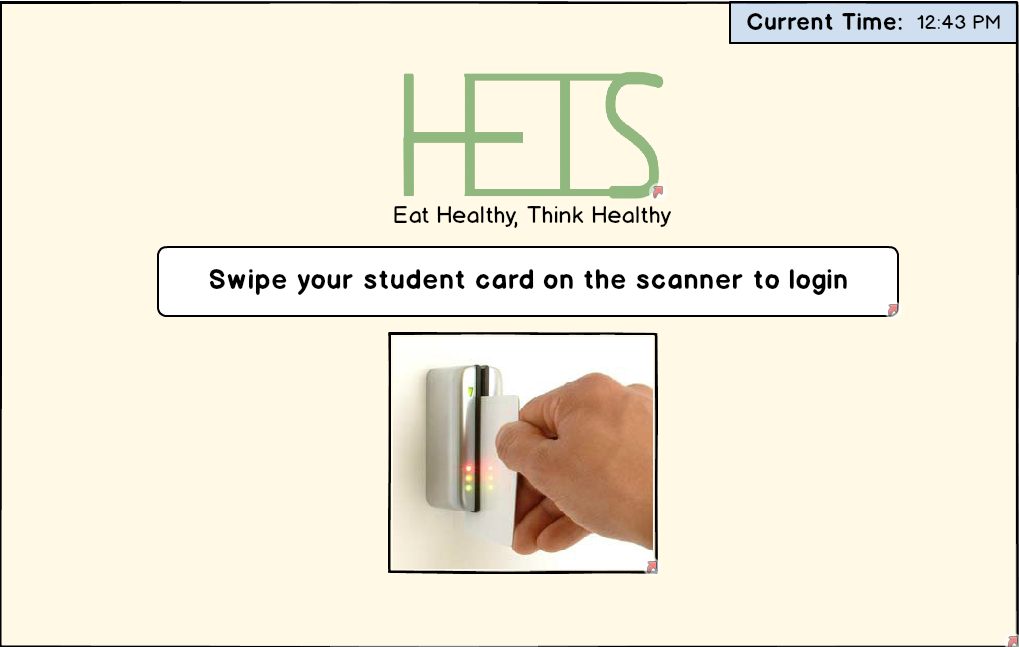 Current Time: 12:43 PM
HETS
Eat Healthy, Think Healthy
Swipe your student card on the scanner to login